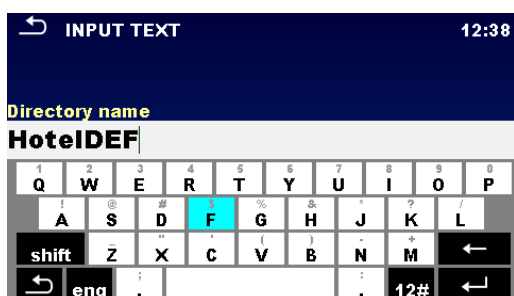 INPUT TEXT 12:38
Directory name
HotelDEF
1 2 3 4 5 6 7 8 9 0
Q W E R T Y U I O P
! @ # $ % & * ? /
A S D F G H J K L
_ " ' ( ) - +
shift Z X C V B N M ←
; :
eng , . 12#